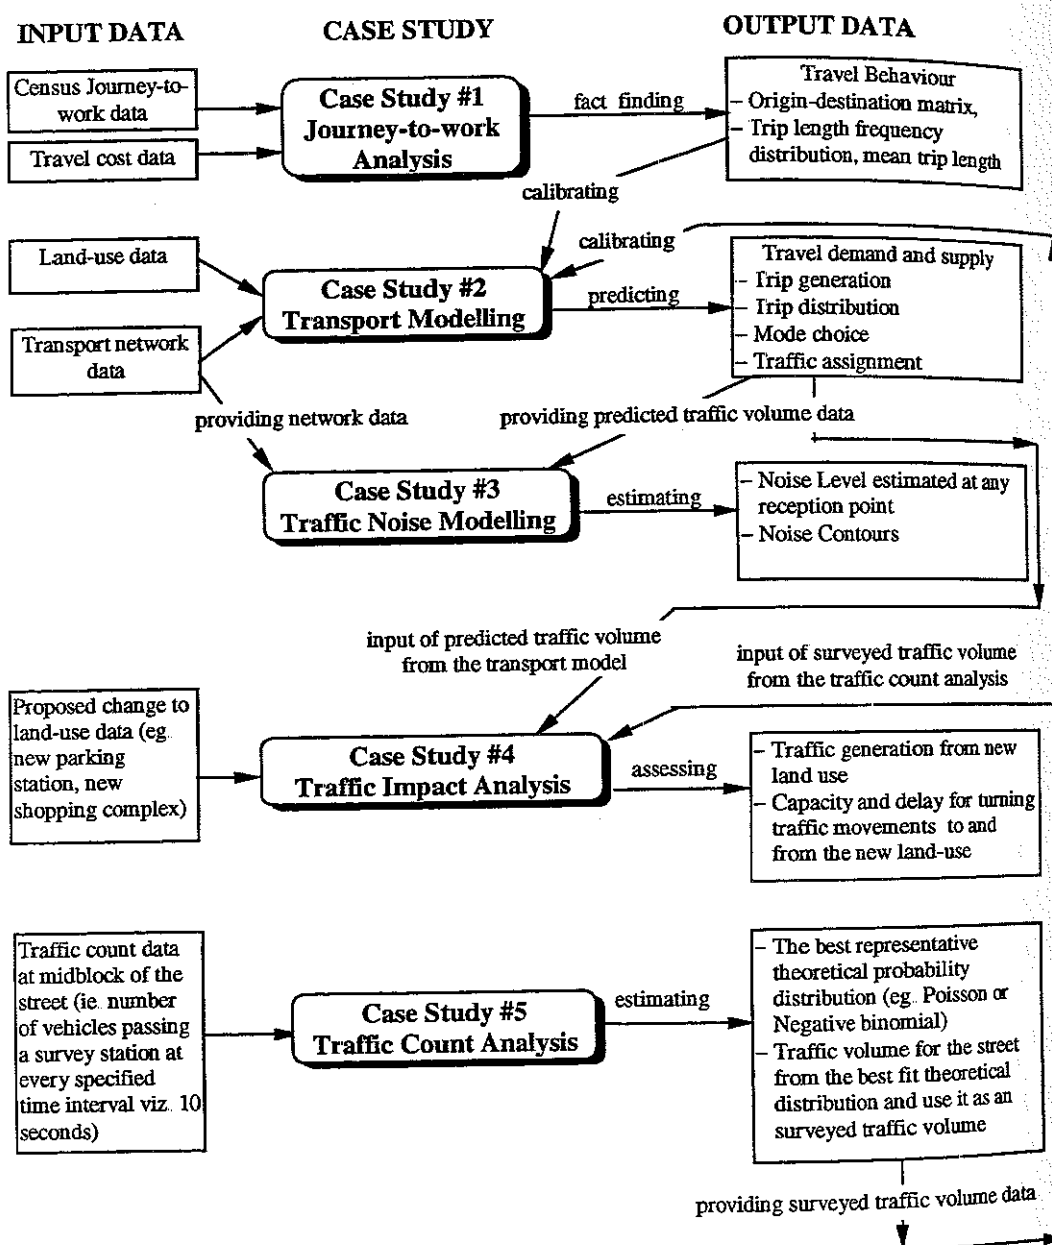 INPUT DATA
CASE STUDY
OUTPUT DATA
Census Journey-to-
work data
Travel cost data
Case Study #1
Journey-to-work
Analysis
fact finding
Travel Behaviour
– Origin-destination matrix,
– Trip length frequency
distribution, mean trip length
calibrating
calibrating
Land-use data
Transport network
data
Case Study #2
Transport Modelling
predicting
Travel demand and supply
– Trip generation
– Trip distribution
– Mode choice
– Traffic assignment
providing network data
providing predicted traffic volume data
Case Study #3
Traffic Noise Modelling
estimating
– Noise Level estimated at any
reception point
– Noise Contours
input of predicted traffic volume
from the transport model
input of surveyed traffic volume
from the traffic count analysis
Proposed change to
land-use data (eg.
new parking
station, new
shopping complex)
Case Study #4
Traffic Impact Analysis
assessing
– Traffic generation from new
land use
– Capacity and delay for turning
traffic movements to and
from the new land-use
Traffic count data
at midblock of the
street (ie. number
of vehicles passing
a survey station at
every specified
time interval viz. 10
seconds)
Case Study #5
Traffic Count Analysis
estimating
– The best representative
theoretical probability
distribution (eg. Poisson or
Negative binomial)
– Traffic volume for the street
from the best fit theoretical
distribution and use it as an
surveyed traffic volume
providing surveyed traffic volume data